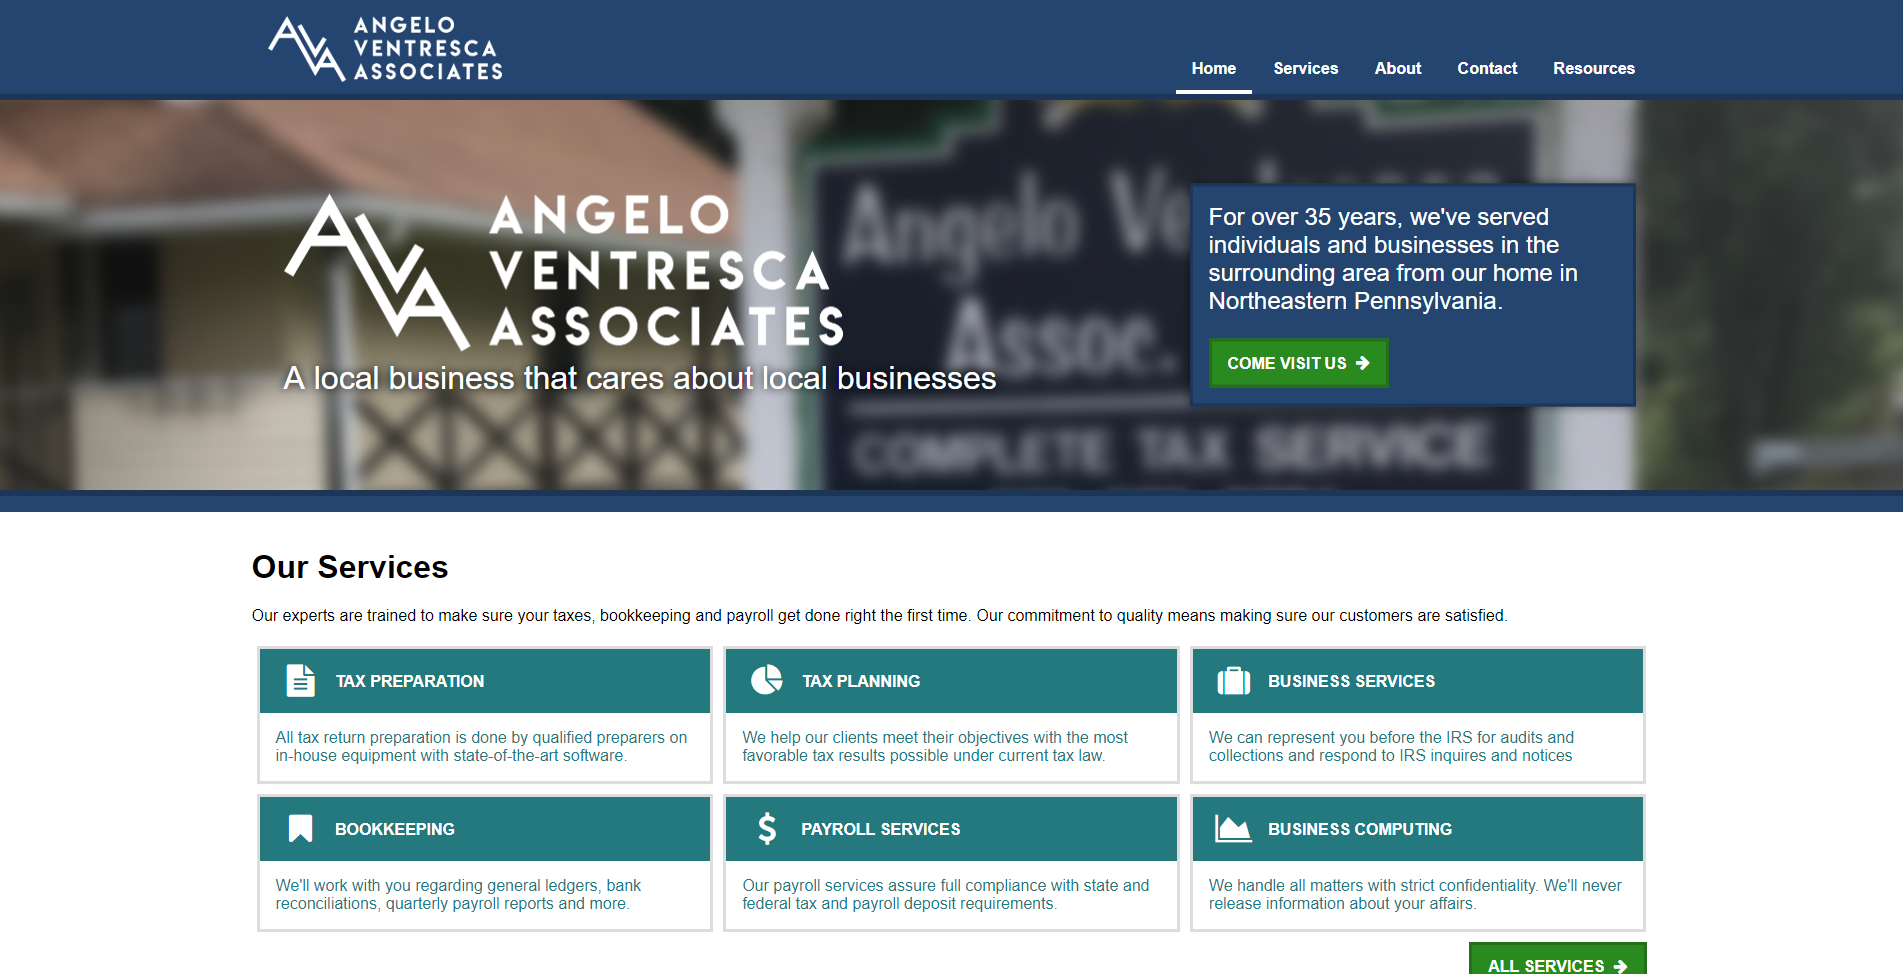 ANGELO
VENTRESCA
ASSOCIATES
Home Services About Contact Resources
ANGELO
VENTRESCA
ASSOCIATES
A local business that cares about local businesses
Angelo
Assoc.
COMPLETE TAX SERVICE
For over 35 years, we've served
individuals and businesses in the
surrounding area from our home in
Northeastern Pennsylvania.
COME VISIT US
Our Services
Our experts are trained to make sure your taxes, bookkeeping and payroll get done right the first time. Our commitment to quality means making sure our customers are satisfied.
TAX PREPARATION
All tax return preparation is done by qualified preparers on
in-house equipment with state-of-the-art software.
TAX PLANNING
We help our clients meet their objectives with the most
favorable tax results possible under current tax law.
BUSINESS SERVICES
We can represent you before the IRS for audits and
collections and respond to IRS inquires and notices
BOOKKEEPING
We'll work with you regarding general ledgers, bank
reconciliations, quarterly payroll reports and more.
PAYROLL SERVICES
Our payroll services assure full compliance with state and
federal tax and payroll deposit requirements.
BUSINESS COMPUTING
We handle all matters with strict confidentiality. We'll never
release information about your affairs.
ALL SERVICES